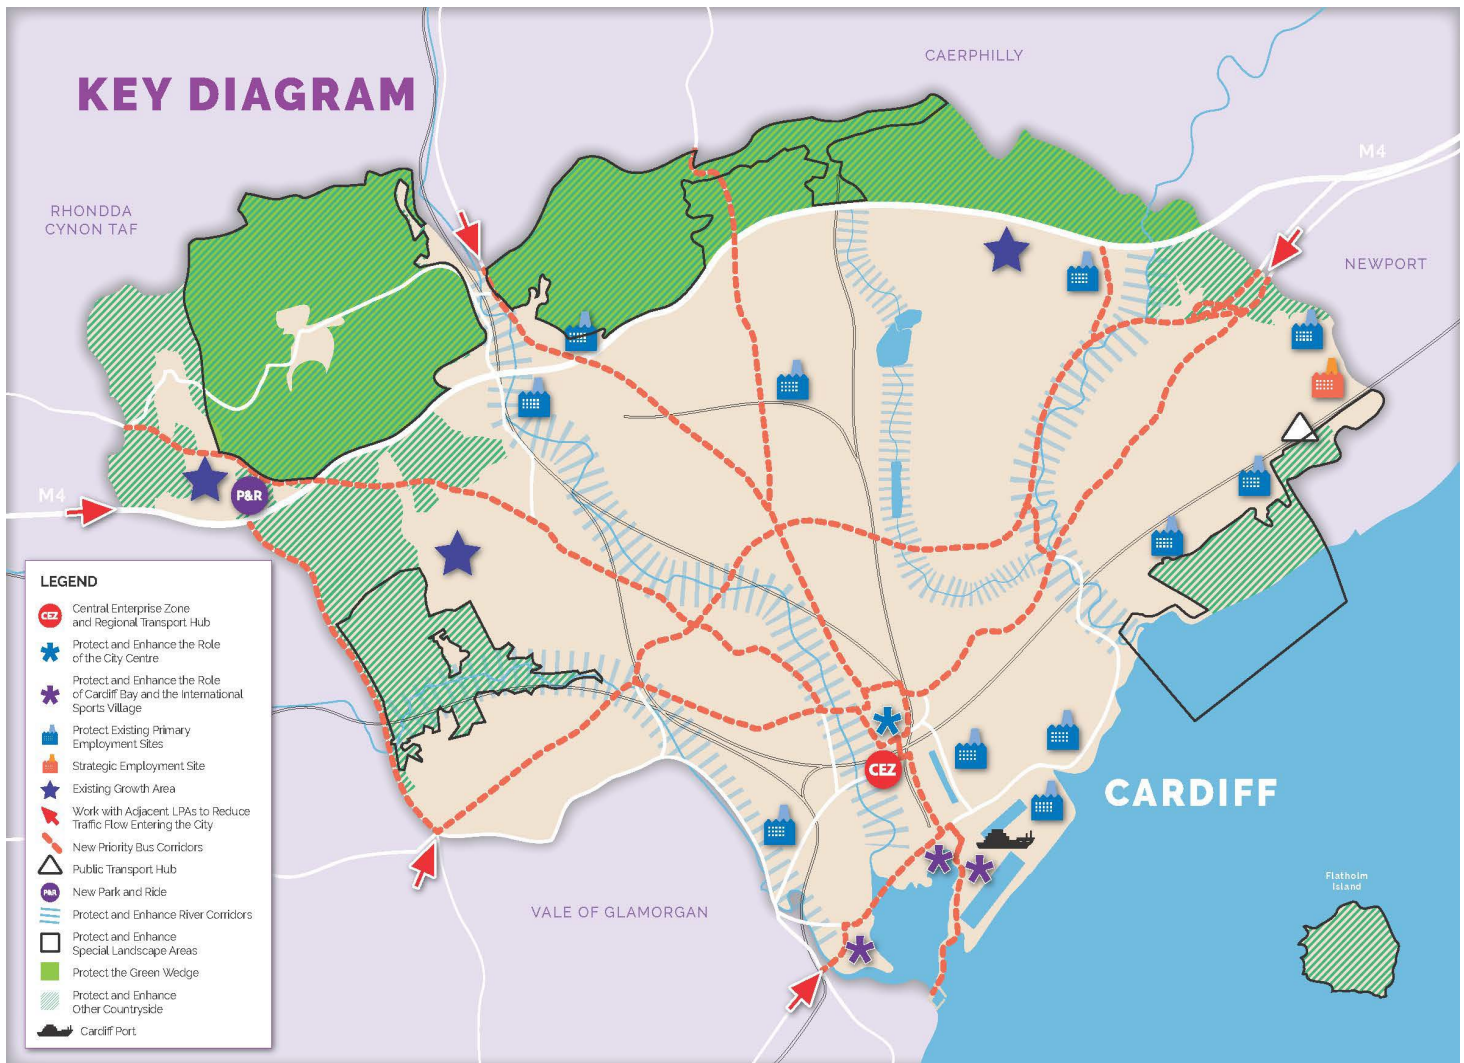 KEY DIAGRAM
CAERPHILLY
M4
RHONDDA
CYNON TAF
NEWPORT
M4
P&R
LEGEND
CEZ
Central Enterprise Zone
and Regional Transport Hub
Protect and Enhance the Role
of the City Centre
Protect and Enhance the Role
of Cardiff Bay and the International
Sports Village
Protect Existing Primary
Employment Sites
Strategic Employment Site
Existing Growth Area
Work with Adjacent LPAs to Reduce
Traffic Flow Entering the City
New Priority Bus Corridors
Public Transport Hub
P&R
New Park and Ride
Protect and Enhance River Corridors
Protect and Enhance
Special Landscape Areas
Protect the Green Wedge
Protect and Enhance
Other Countryside
Cardiff Port
CEZ
CARDIFF
VALE OF GLAMORGAN
Flatholm
Island